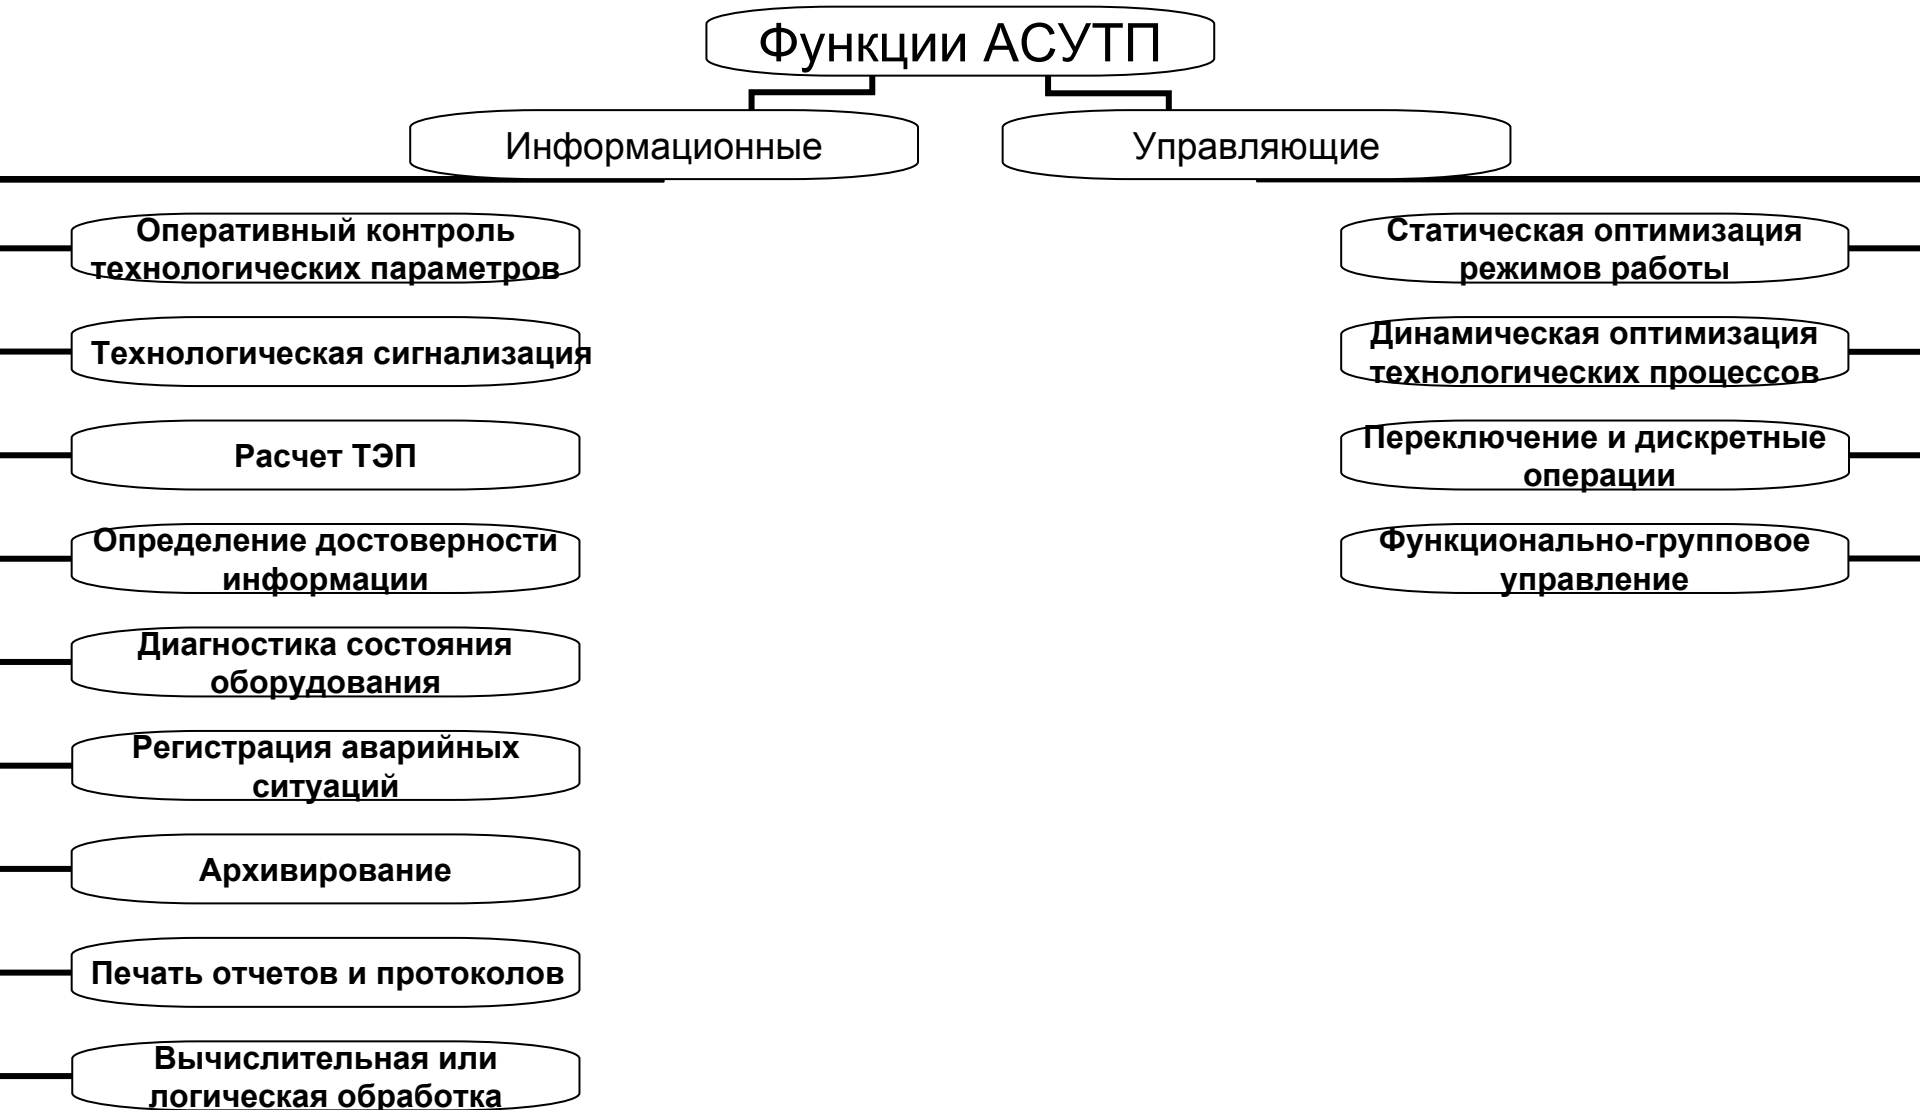 Функции АСУТП
Информационные
Управляющие
Оперативный контроль
технологических параметров
Технологическая сигнализация
Расчет ТЭП
Определение достоверности
информации
Диагностика состояния
оборудования
Регистрация аварийных
ситуаций
Архивирование
Печать отчетов и протоколов
Вычислительная или
логическая обработка
Статическая оптимизация
режимов работы
Динамическая оптимизация
технологических процессов
Переключение и дискретные
операции
Функционально-групповое
управление